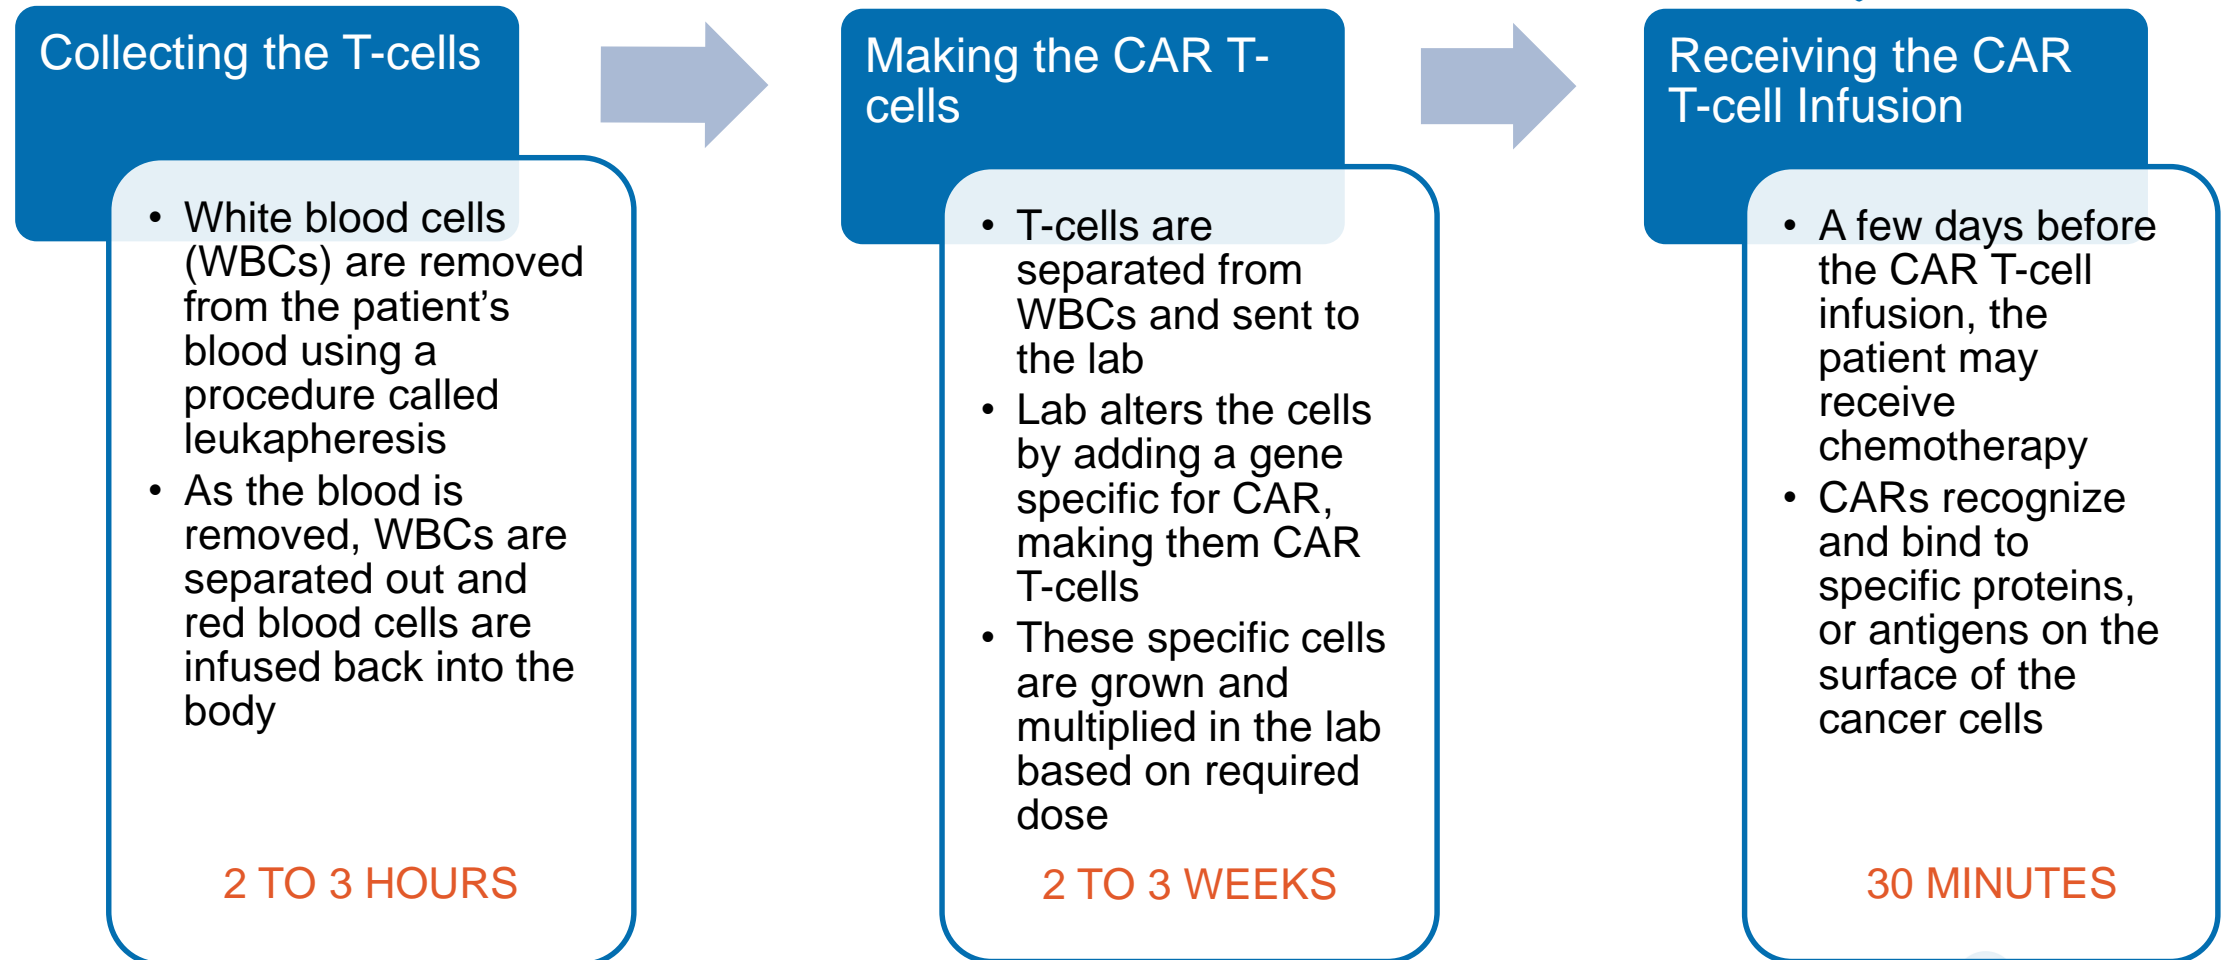 Collecting the T-cells
• White blood cells
(WBCs) are removed
from the patient’s
blood using a
procedure called
leukapheresis
• As the blood is
removed, WBCs are
separated out and
red blood cells are
infused back into the
body
2 TO 3 HOURS
Making the CAR T-
cells
• T-cells are
separated from
WBCs and sent to
the lab
• Lab alters the cells
by adding a gene
specific for CAR,
making them CAR
T-cells
• These specific cells
are grown and
multiplied in the lab
based on required
dose
2 TO 3 WEEKS
Receiving the CAR
T-cell Infusion
• A few days before
the CAR T-cell
infusion, the
patient may
receive
chemotherapy
• CARs recognize
and bind to
specific proteins,
or antigens on the
surface of the
cancer cells
30 MINUTES